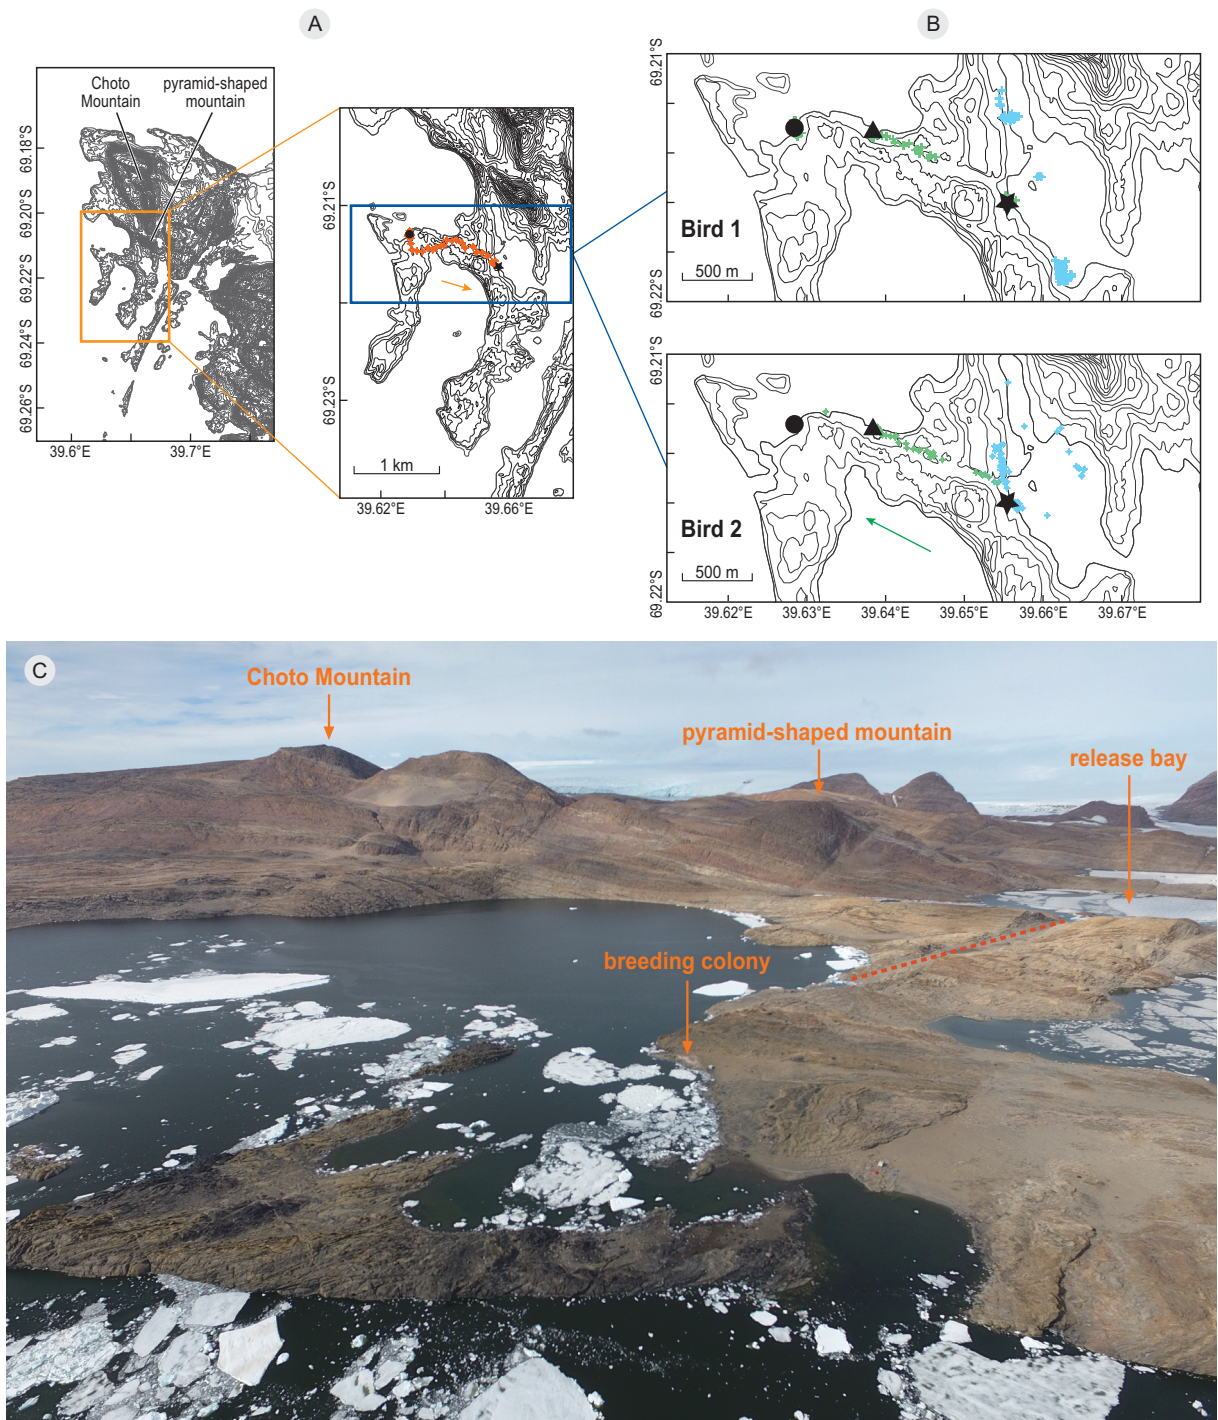 A
B
Choto
Mountain
pyramid-shaped
mountain
69.18°S
69.20°S
69.22°S
69.24°S
69.26°S
39.6°E
39.7°E
69.21°S
69.23°S
1 km
39.62°E
39.66°E
69.21°S
Bird 1
500 m
69.22°S
69.21°S
Bird 2
500 m
69.22°S
39.62°E
39.63°E
39.64°E
39.65°E
39.66°E
39.67°E
C
Choto Mountain
pyramid-shaped mountain
release bay
breeding colony